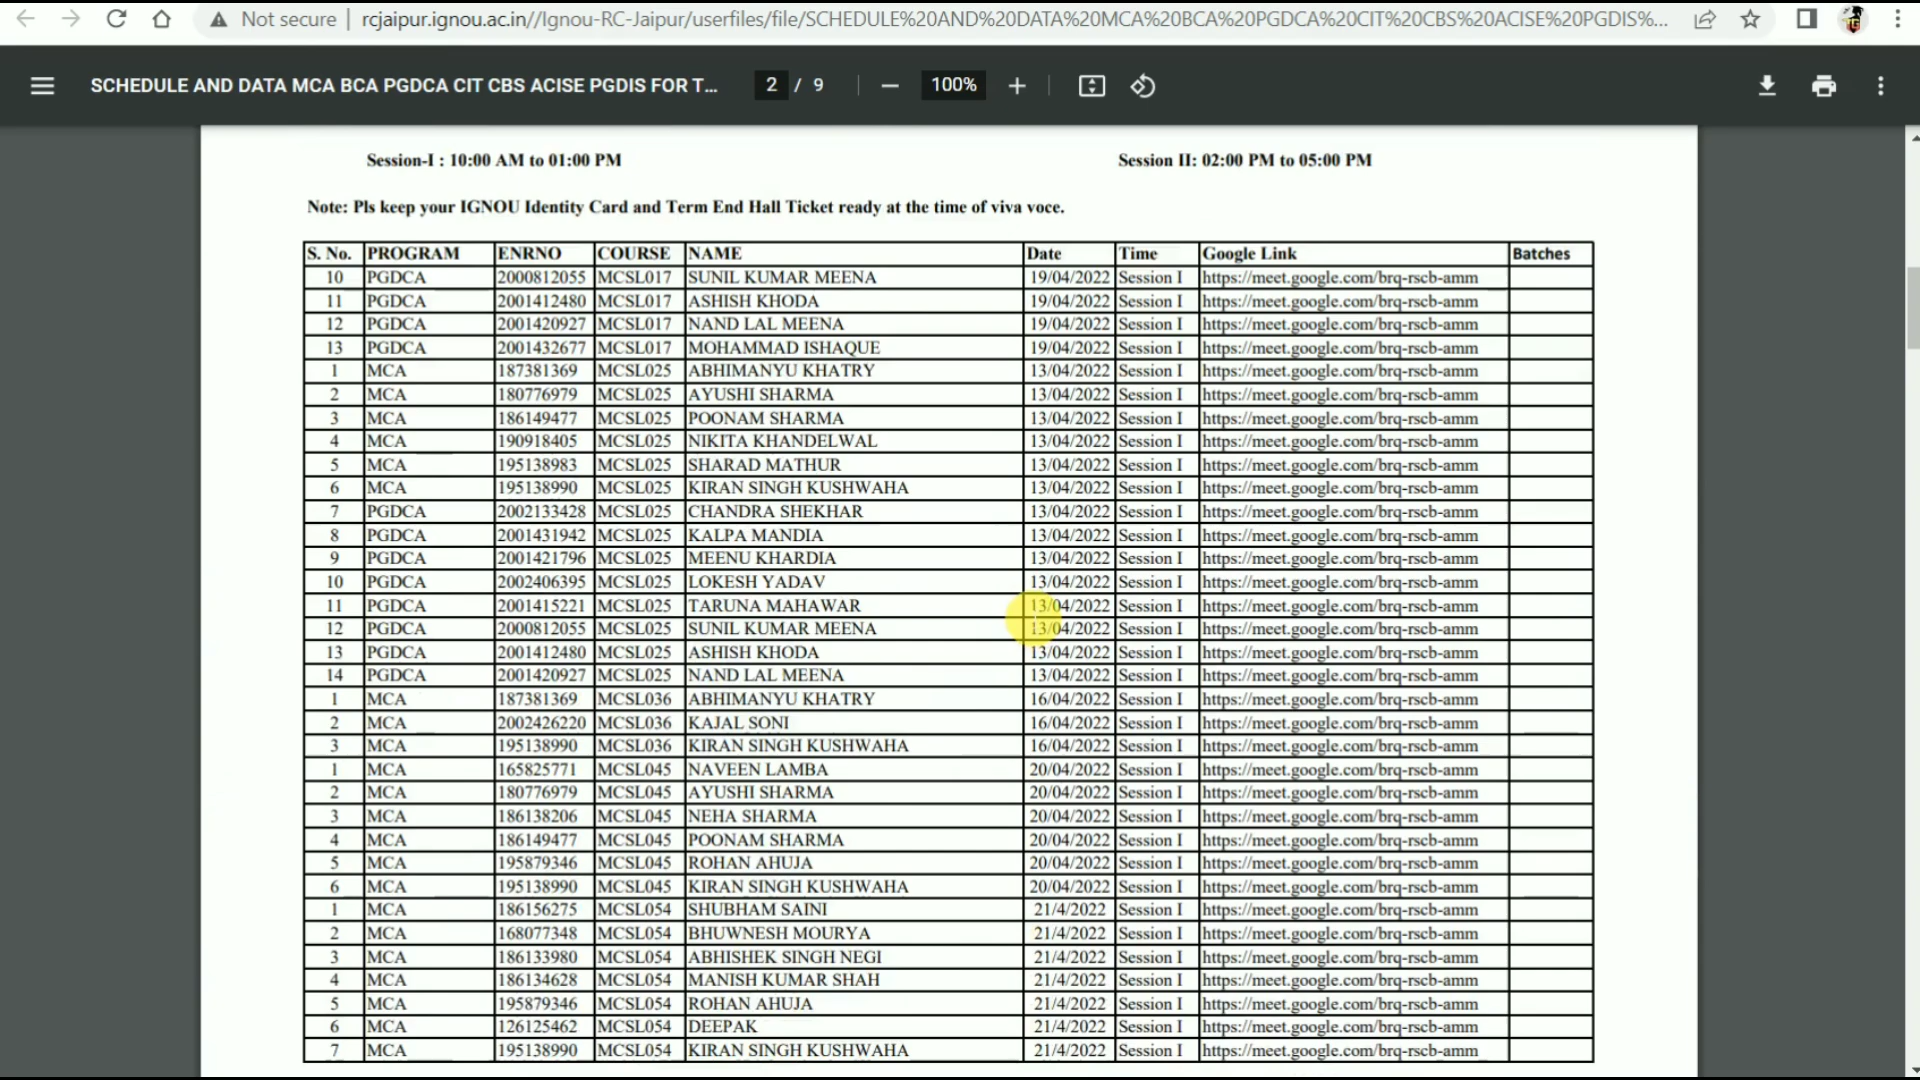 Not secure | rcjaipur.ignou.ac.in//Ignou-RC-Jaipur/userfiles/file/SCHEDULE%20AND%20DATA%20MCA%20BCA%20PGDCA%20CIT%20CBS%20ACISE%20PGDIS%...
SCHEDULE AND DATA MCA BCA PGDCA CIT CBS ACISE PGDIS FOR T... 2 / 9 100%
Session-I : 10:00 AM to 01:00 PM Session II: 02:00 PM to 05:00 PM
Note: Pls keep your IGNOU Identity Card and Term End Hall Ticket ready at the time of viva voce.
S. No. PROGRAM ENRNO COURSE NAME Date Time Google Link Batches
10 PGDCA 2000812055 MCSL017 SUNIL KUMAR MEENA 19/04/2022 Session I https://meet.google.com/brq-rscb-amm
11 PGDCA 2001412480 MCSL017 ASHISH KHODA 19/04/2022 Session I https://meet.google.com/brq-rscb-amm
12 PGDCA 2001420927 MCSL017 NAND LAL MEENA 19/04/2022 Session I https://meet.google.com/brq-rscb-amm
13 PGDCA 2001432677 MCSL017 MOHAMMAD ISHAQUE 19/04/2022 Session I https://meet.google.com/brq-rscb-amm
1 MCA 187381369 MCSL025 ABHIMANYU KHATRY 13/04/2022 Session I https://meet.google.com/brq-rscb-amm
2 MCA 180776979 MCSL025 AYUSHI SHARMA 13/04/2022 Session I https://meet.google.com/brq-rscb-amm
3 MCA 186149477 MCSL025 POONAM SHARMA 13/04/2022 Session I https://meet.google.com/brq-rscb-amm
4 MCA 190918405 MCSL025 NIKITA KHANDELWAL 13/04/2022 Session I https://meet.google.com/brq-rscb-amm
5 MCA 195138983 MCSL025 SHARAD MATHUR 13/04/2022 Session I https://meet.google.com/brq-rscb-amm
6 MCA 195138990 MCSL025 KIRAN SINGH KUSHWAHA 13/04/2022 Session I https://meet.google.com/brq-rscb-amm
7 PGDCA 2002133428 MCSL025 CHANDRA SHEKHAR 13/04/2022 Session I https://meet.google.com/brq-rscb-amm
8 PGDCA 2001431942 MCSL025 KALPA MANDIA 13/04/2022 Session I https://meet.google.com/brq-rscb-amm
9 PGDCA 2001421796 MCSL025 MEENU KHARDIA 13/04/2022 Session I https://meet.google.com/brq-rscb-amm
10 PGDCA 2002406395 MCSL025 LOKESH YADAV 13/04/2022 Session I https://meet.google.com/brq-rscb-amm
11 PGDCA 2001415221 MCSL025 TARUNA MAHAWAR 13/04/2022 Session I https://meet.google.com/brq-rscb-amm
12 PGDCA 2000812055 MCSL025 SUNIL KUMAR MEENA 13/04/2022 Session I https://meet.google.com/brq-rscb-amm
13 PGDCA 2001412480 MCSL025 ASHISH KHODA 13/04/2022 Session I https://meet.google.com/brq-rscb-amm
14 PGDCA 2001420927 MCSL025 NAND LAL MEENA 13/04/2022 Session I https://meet.google.com/brq-rscb-amm
1 MCA 187381369 MCSL036 ABHIMANYU KHATRY 16/04/2022 Session I https://meet.google.com/brq-rscb-amm
2 MCA 2002426220 MCSL036 KAJAL SONI 16/04/2022 Session I https://meet.google.com/brq-rscb-amm
3 MCA 195138990 MCSL036 KIRAN SINGH KUSHWAHA 16/04/2022 Session I https://meet.google.com/brq-rscb-amm
1 MCA 165825771 MCSL045 NAVEEN LAMBA 20/04/2022 Session I https://meet.google.com/brq-rscb-amm
2 MCA 180776979 MCSL045 AYUSHI SHARMA 20/04/2022 Session I https://meet.google.com/brq-rscb-amm
3 MCA 186138206 MCSL045 NEHA SHARMA 20/04/2022 Session I https://meet.google.com/brq-rscb-amm
4 MCA 186149477 MCSL045 POONAM SHARMA 20/04/2022 Session I https://meet.google.com/brq-rscb-amm
5 MCA 195879346 MCSL045 ROHAN AHUJA 20/04/2022 Session I https://meet.google.com/brq-rscb-amm
6 MCA 195138990 MCSL045 KIRAN SINGH KUSHWAHA 20/04/2022 Session I https://meet.google.com/brq-rscb-amm
1 MCA 186156275 MCSL054 SHUBHAM SAINI 21/4/2022 Session I https://meet.google.com/brq-rscb-amm
2 MCA 168077348 MCSL054 BHUWNESH MOURYA 21/4/2022 Session I https://meet.google.com/brq-rscb-amm
3 MCA 186133980 MCSL054 ABHISHEK SINGH NEGI 21/4/2022 Session I https://meet.google.com/brq-rscb-amm
4 MCA 186134628 MCSL054 MANISH KUMAR SHAH 21/4/2022 Session I https://meet.google.com/brq-rscb-amm
5 MCA 195879346 MCSL054 ROHAN AHUJA 21/4/2022 Session I https://meet.google.com/brq-rscb-amm
6 MCA 126125462 MCSL054 DEEPAK 21/4/2022 Session I https://meet.google.com/brq-rscb-amm
7 MCA 195138990 MCSL054 KIRAN SINGH KUSHWAHA 21/4/2022 Session I https://meet.google.com/brq-rscb-amm